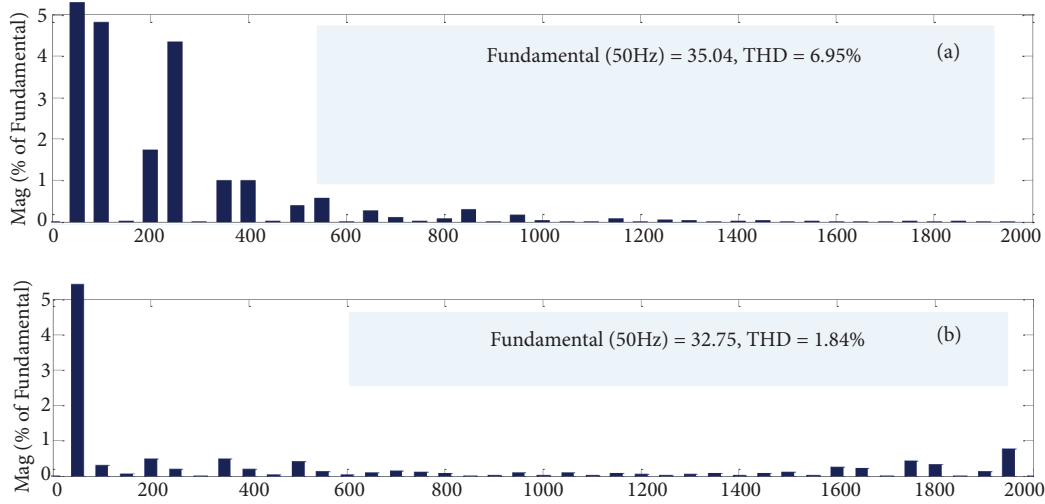 Mag (% of Fundamental)
5
4
3
2
1
0
Fundamental (50Hz) = 35.04, THD = 6.95%
(a)
0 200 400 600 800 1000 1200 1400 1600 1800 2000
Mag (% of Fundamental)
5
4
3
2
1
0
Fundamental (50Hz) = 32.75, THD = 1.84%
(b)
0 200 400 600 800 1000 1200 1400 1600 1800 2000